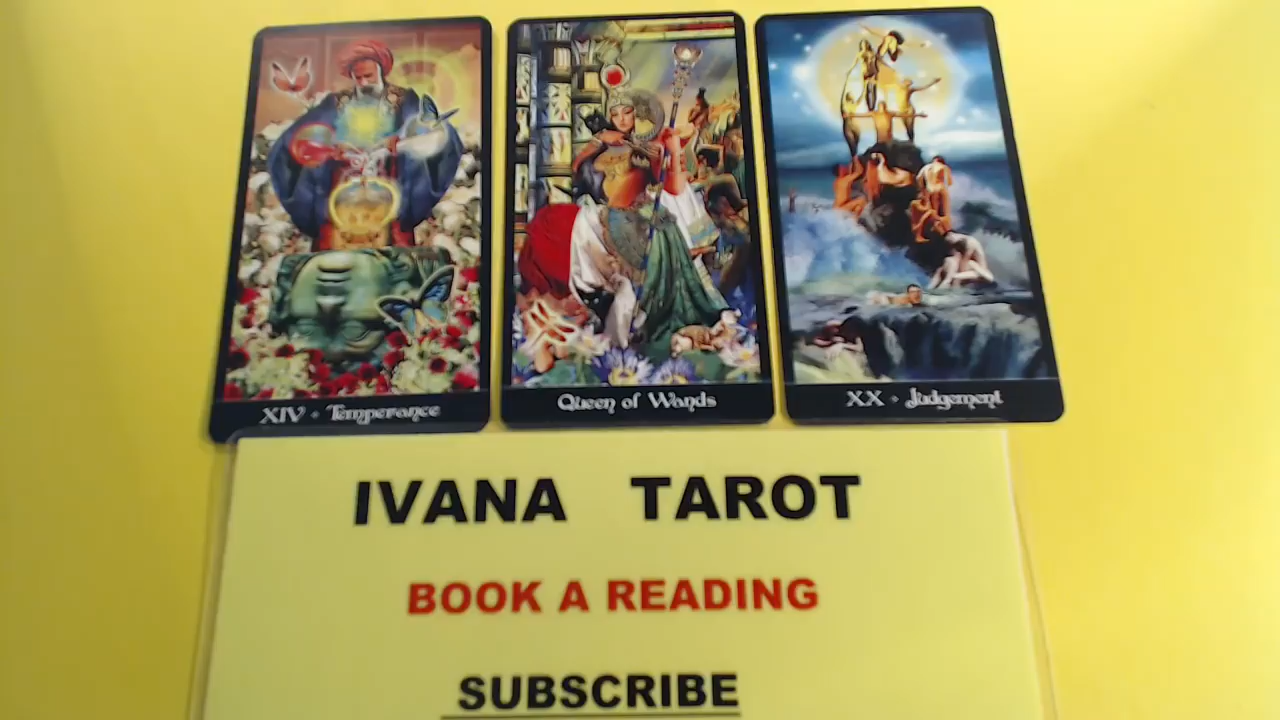 XIV • Temperance
Queen of Wands
XX • Judgement
IVANA TAROT
BOOK A READING
SUBSCRIBE